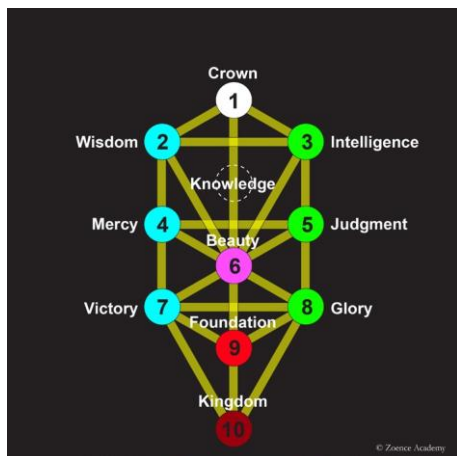 Crown
1
Wisdom 2 3 Intelligence
Knowledge
Mercy 4 5 Judgment
Beauty
6
Victory 7 8 Glory
Foundation
9
Kingdom
10
© Zoence Academy